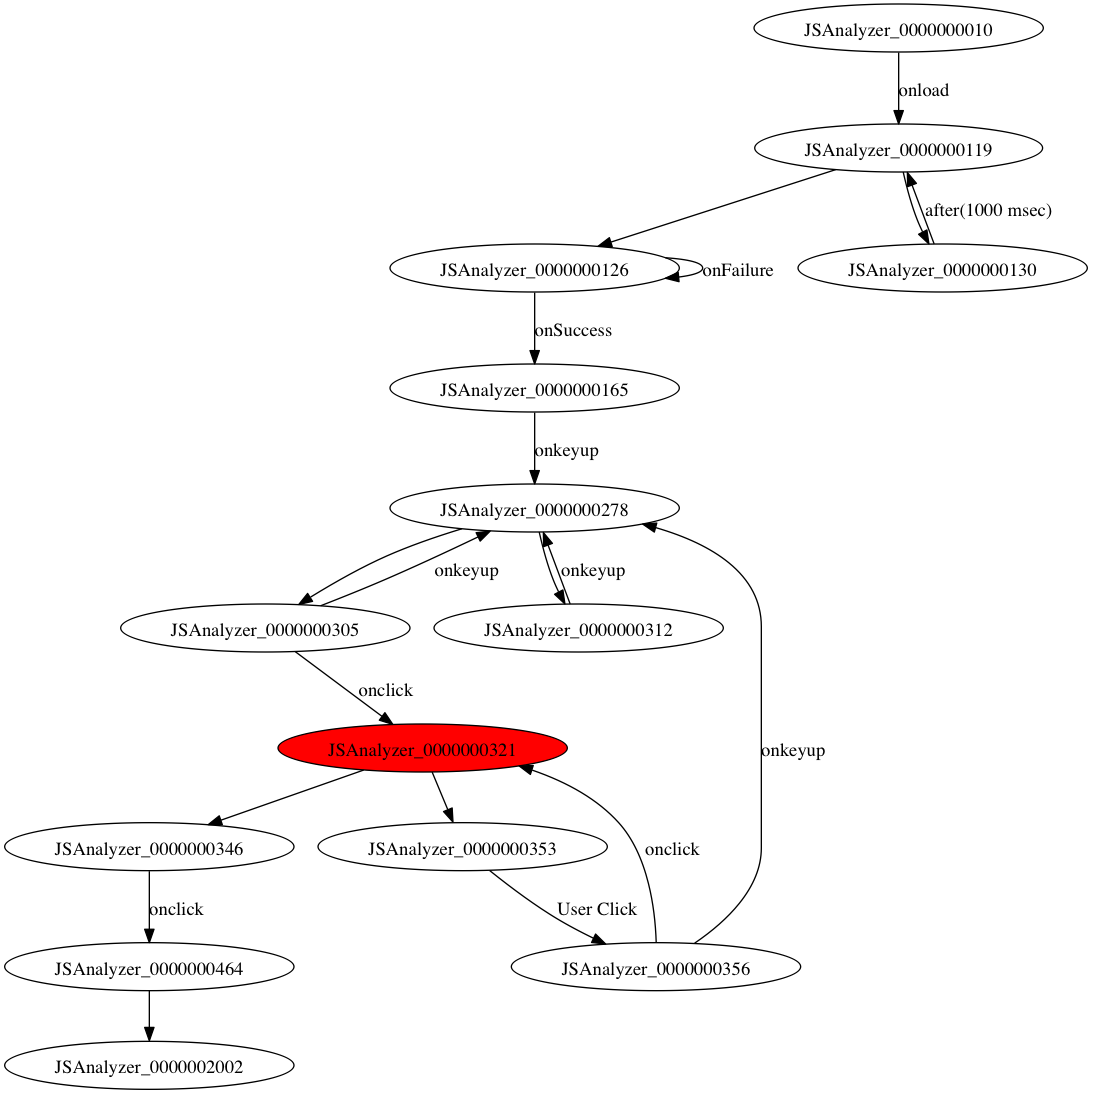 JSAnalyzer_0000000010
onload
JSAnalyzer_0000000119
after(1000 msec)
JSAnalyzer_0000000126
onFailure
JSAnalyzer_0000000130
onSuccess
JSAnalyzer_0000000165
onkeyup
JSAnalyzer_0000000278
onkeyup
onkeyup
JSAnalyzer_0000000305
JSAnalyzer_0000000312
onclick
JSAnalyzer_0000000321
onkeyup
JSAnalyzer_0000000346
JSAnalyzer_0000000353
onclick
onclick
User Click
JSAnalyzer_0000000464
JSAnalyzer_0000000356
JSAnalyzer_0000002002